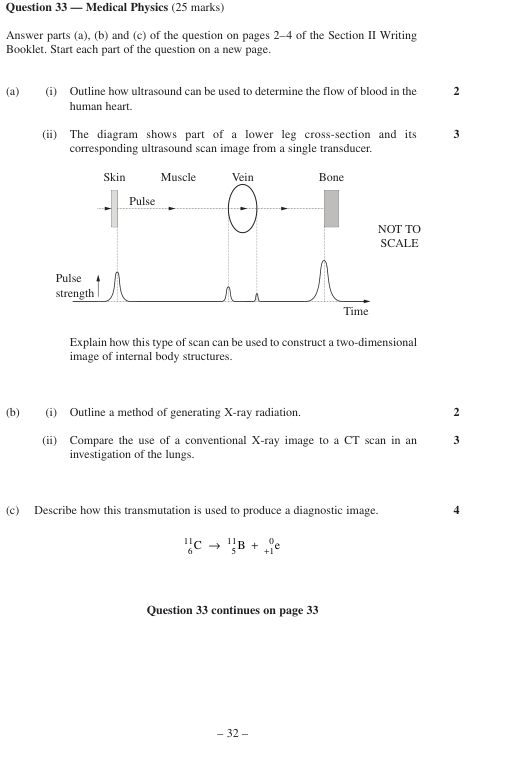 Question 33 — Medical Physics (25 marks)
Answer parts (a), (b) and (c) of the question on pages 2–4 of the Section II Writing
Booklet. Start each part of the question on a new page.
(a) (i) Outline how ultrasound can be used to determine the flow of blood in the 2
human heart.
(ii) The diagram shows part of a lower leg cross-section and its 3
corresponding ultrasound scan image from a single transducer.
Skin Muscle Vein Bone
Pulse
NOT TO
SCALE
Pulse
strength
Time
Explain how this type of scan can be used to construct a two-dimensional
image of internal body structures.
(b) (i) Outline a method of generating X-ray radiation. 2
(ii) Compare the use of a conventional X-ray image to a CT scan in an 3
investigation of the lungs.
(c) Describe how this transmutation is used to produce a diagnostic image. 4
¹¹₆C → ¹¹₅B + ⁰₊₁e
Question 33 continues on page 33
– 32 –